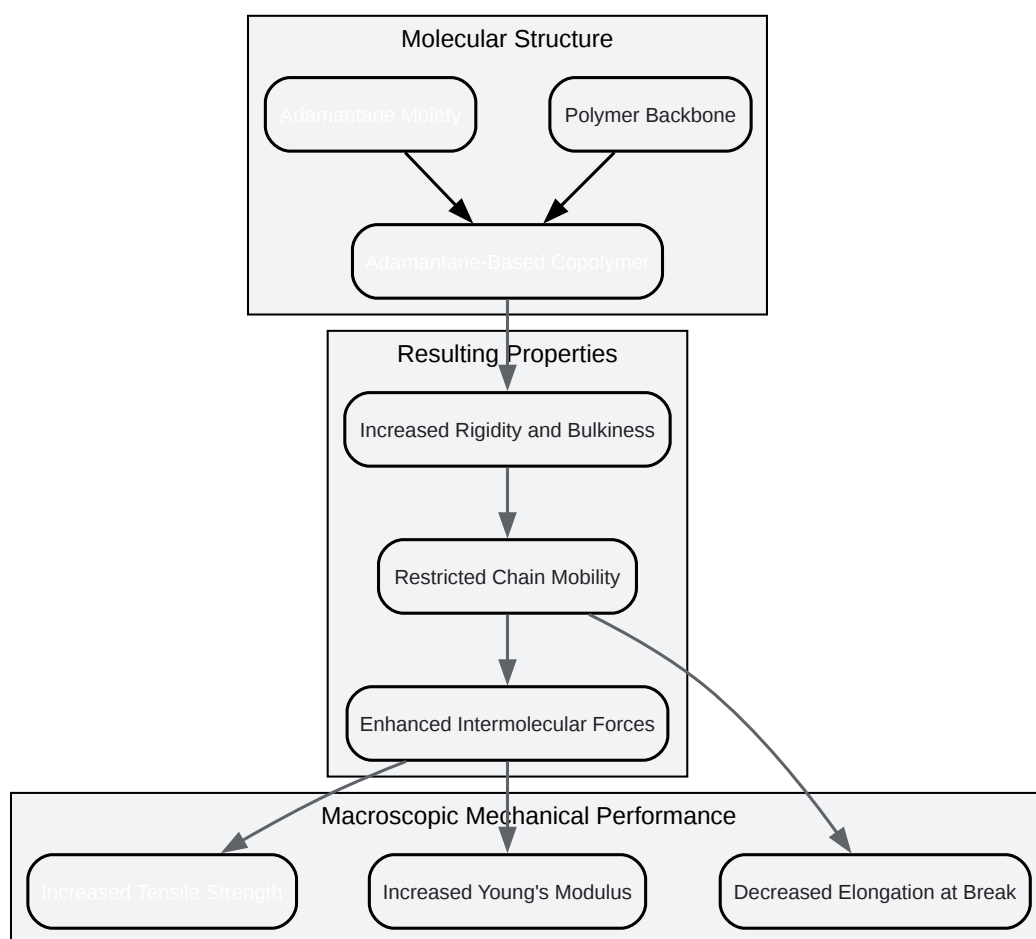 Molecular Structure
Adamantane Moiety
Polymer Backbone
Adamantane-Based Copolymer
Resulting Properties
Increased Rigidity and Bulkiness
Restricted Chain Mobility
Enhanced Intermolecular Forces
Macroscopic Mechanical Performance
Increased Tensile Strength
Increased Young's Modulus
Decreased Elongation at Break